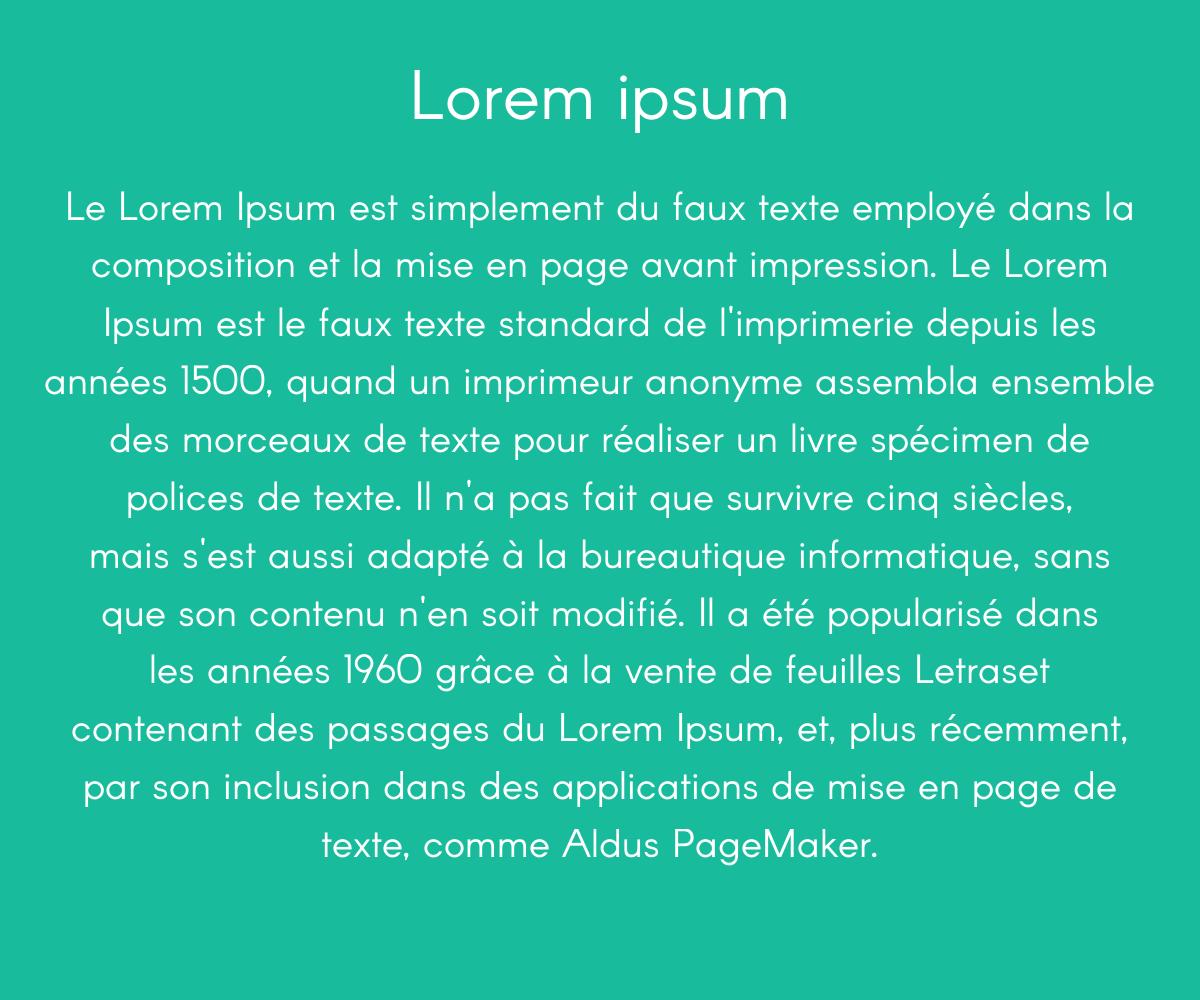 Lorem ipsum
Le Lorem Ipsum est simplement du faux texte employé dans la
composition et la mise en page avant impression. Le Lorem
Ipsum est le faux texte standard de l'imprimerie depuis les
années 1500, quand un imprimeur anonyme assembla ensemble
des morceaux de texte pour réaliser un livre spécimen de
polices de texte. Il n'a pas fait que survivre cinq siècles,
mais s'est aussi adapté à la bureautique informatique, sans
que son contenu n'en soit modifié. Il a été popularisé dans
les années 1960 grâce à la vente de feuilles Letraset
contenant des passages du Lorem Ipsum, et, plus récemment,
par son inclusion dans des applications de mise en page de
texte, comme Aldus PageMaker.